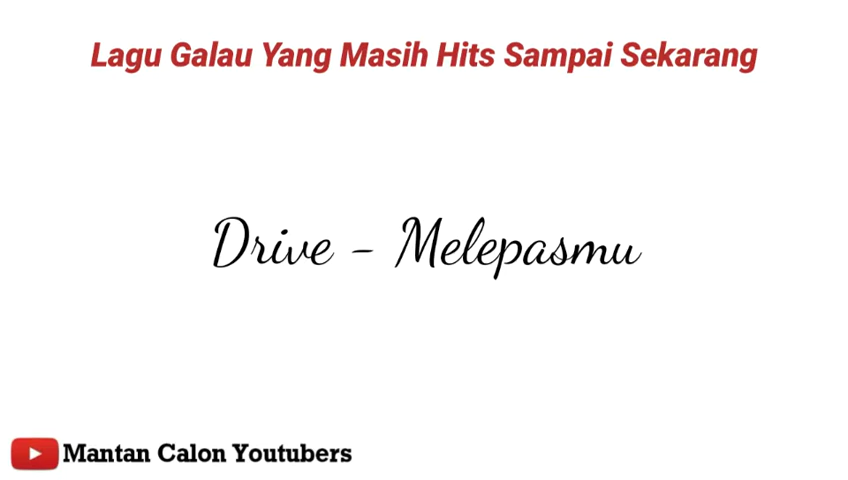 Lagu Galau Yang Masih Hits Sampai Sekarang
Drive - Melepasmu
Mantan Calon Youtubers